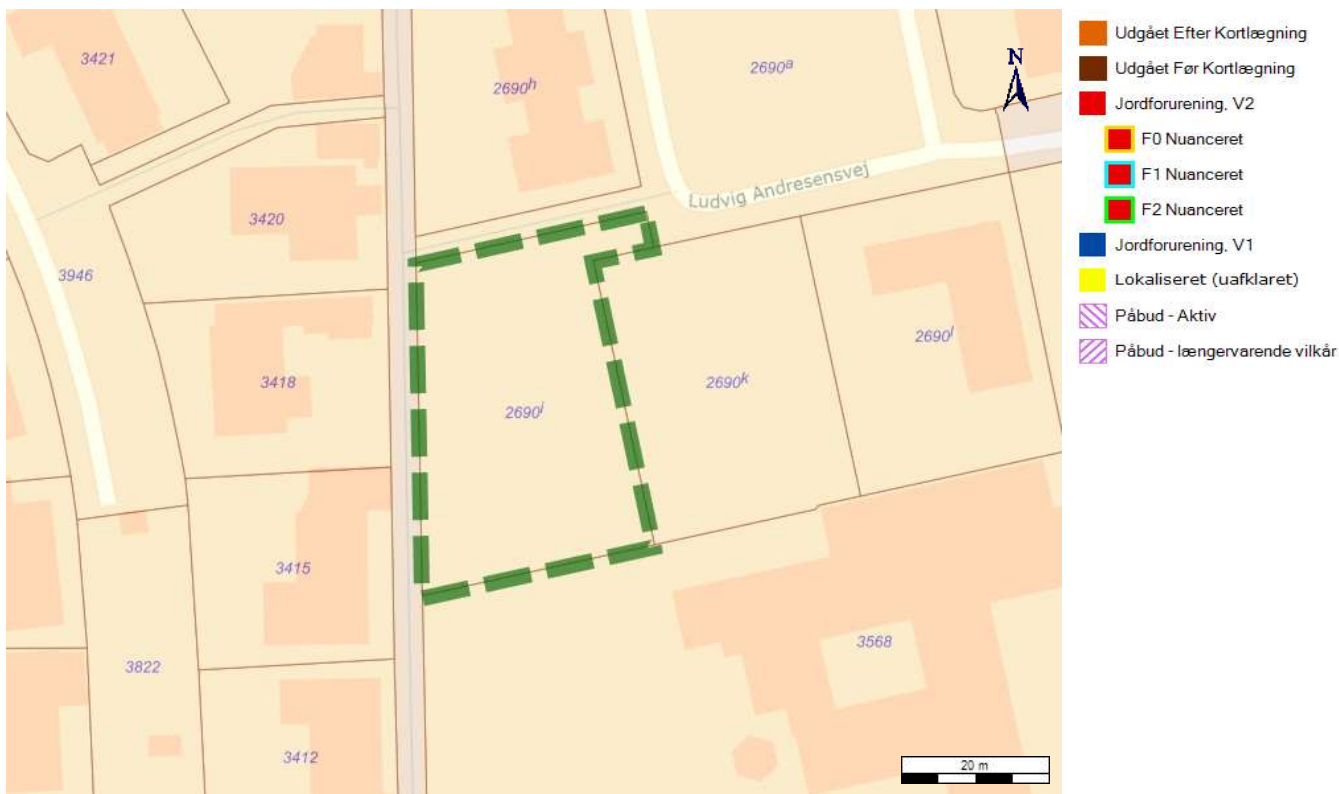 3421
2690h
2690a
N
Ludvig Andresensvej
3420
3946
2690l
3418
2690k
2690i
3415
3568
3822
3412
20 m
Udgået Efter Kortlægning
Udgået Før Kortlægning
Jordforurening, V2
F0 Nuanceret
F1 Nuanceret
F2 Nuanceret
Jordforurening, V1
Lokaliseret (uafklaret)
Påbud - Aktiv
Påbud - længervarende vilkår